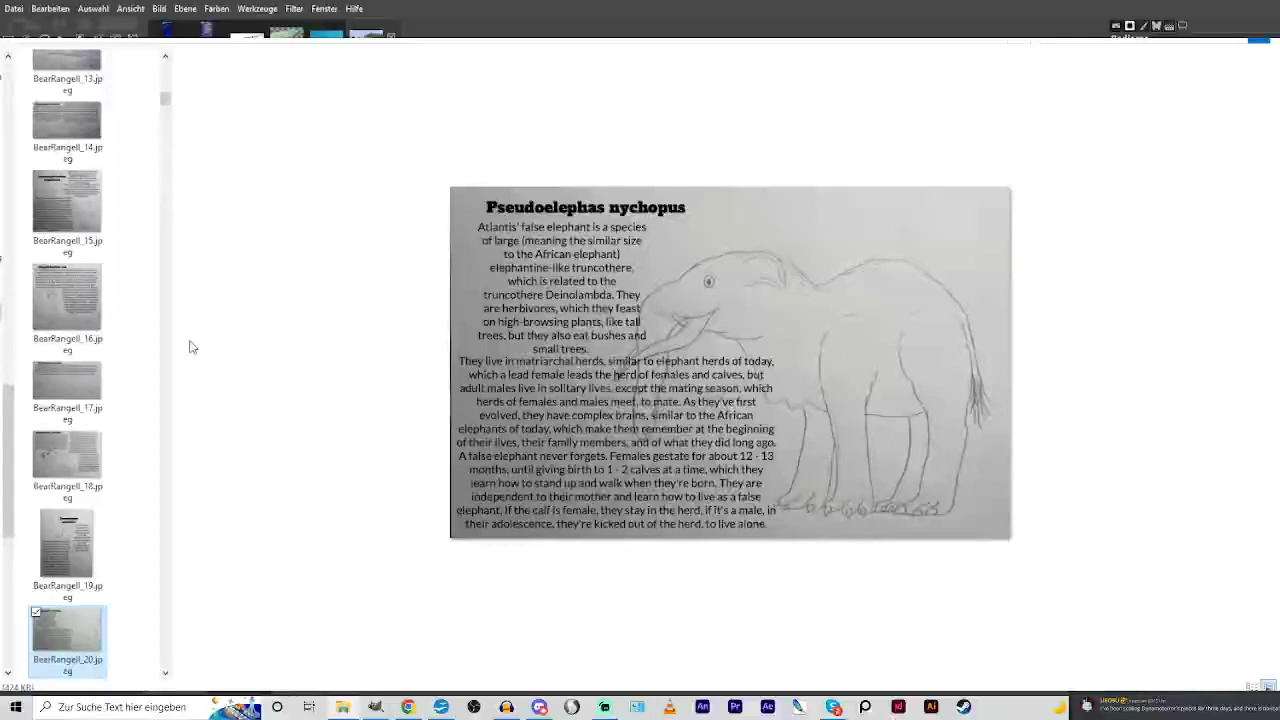 Datei Bearbeiten Auswahl Ansicht Bild Ebene Farben Werkzeuge Filter Fenster Hilfe
BearRangell_13.jp
eg
BearRangell_14.jp
eg
BearRangell_15.jp
eg
BearRangell_16.jp
eg
BearRangell_17.jp
eg
BearRangell_18.jp
eg
BearRangell_19.jp
eg
BearRangell_20.jp
eg
Pseudoelephas nychopus
Atlantis' false elephant is a species
of large (meaning the similar size
to the African elephant)
elephantine-like truncothere,
which is related to the
truncothere Deinolambda. They
are herbivores, which they feast
on high-browsing plants, like tall
trees, but they also eat bushes and
small trees.
They live in matriarchal herds, similar to elephant herds of today,
which a lead female leads the herd of females and calves, but
adult males live in solitary lives, except the mating season, which
herds of females and males meet, to mate. As they've first
evolved, they have complex brains, similar to the African
elephants of today, which make them remember at the beginning
of their lives, their family members, and of what they did long ago.
A false elephant never forgets. Females gestate for about 12 - 13
months, until giving birth to 1 - 2 calves at a time, which they
learn how to stand up and walk when they're born. They are
independent to their mother and learn how to live as a false
elephant. If the calf is female, they stay in the herd, if it's a male, in
their adolescence, they're kicked out of the herd, to live alone.
Zur Suche Text hier eingeben
An Pr Ae Id Ai